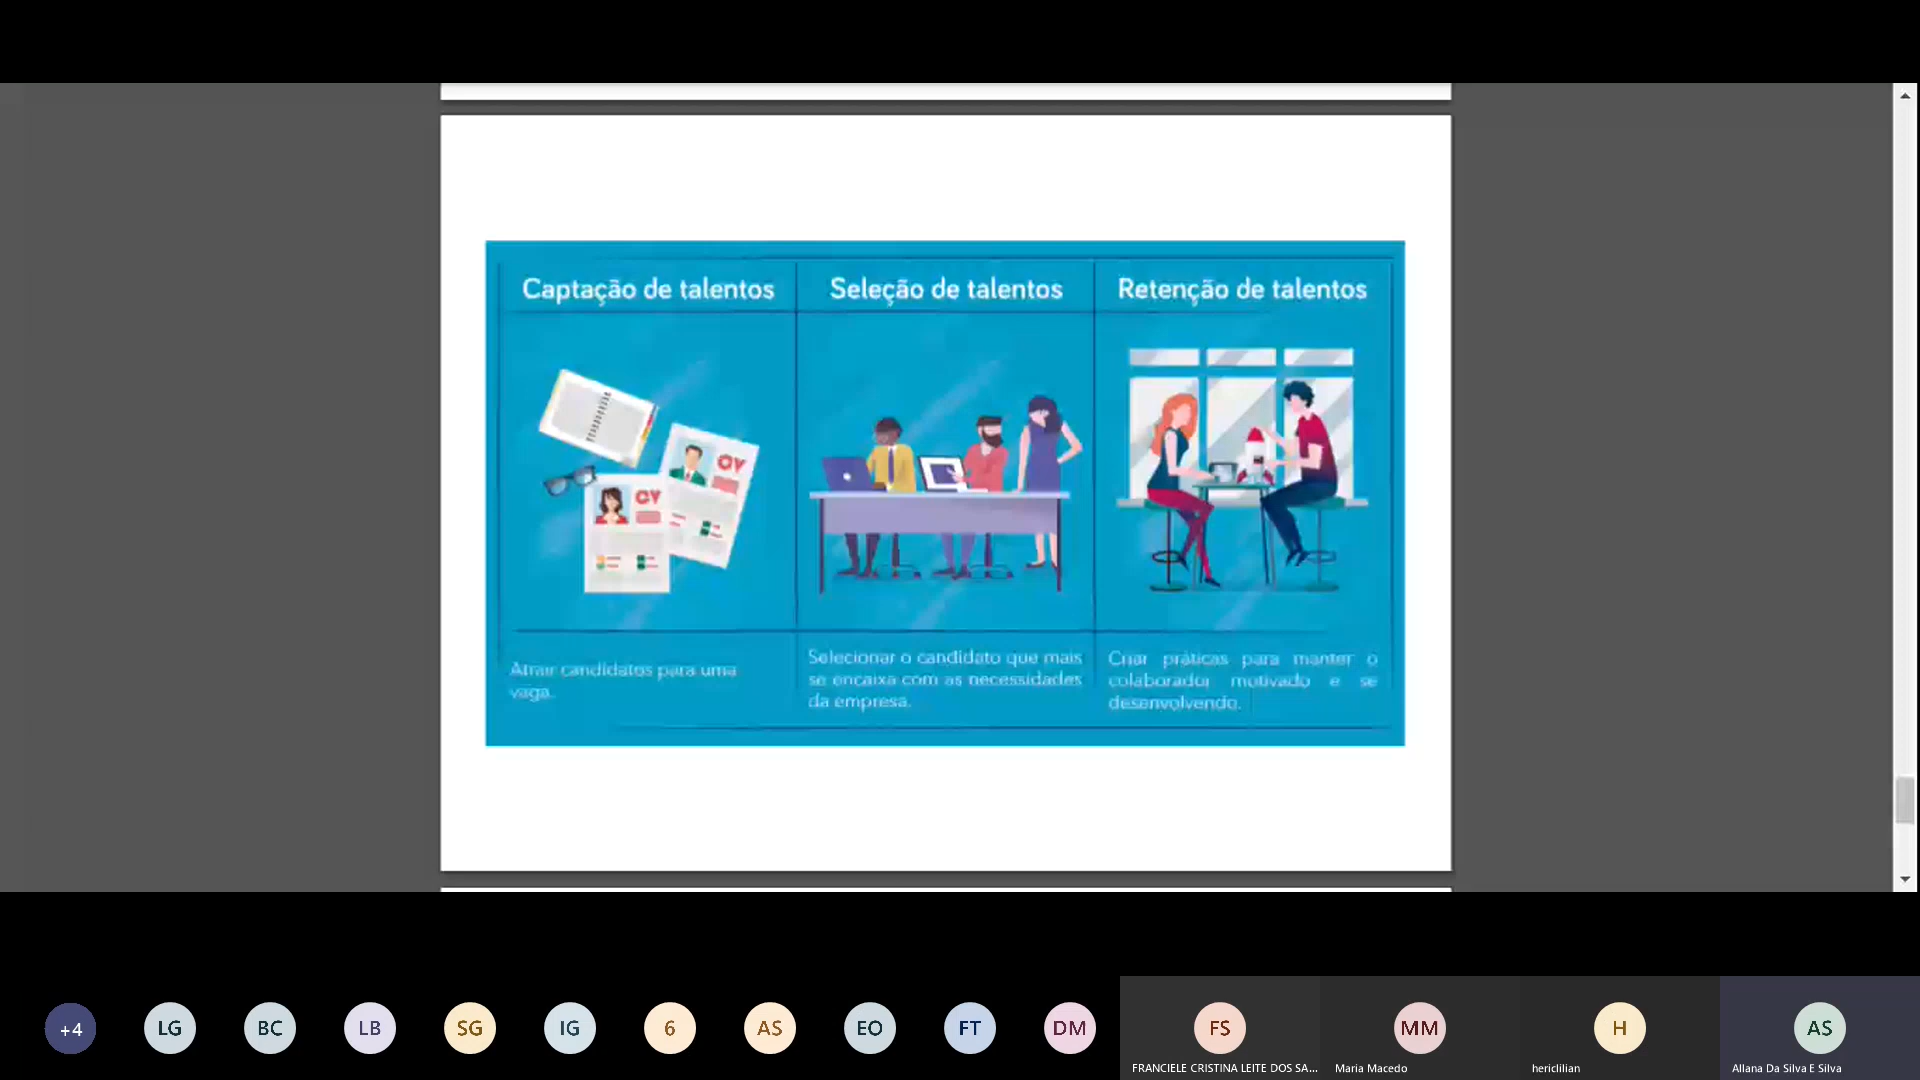 Captação de talentos
Seleção de talentos
Retenção de talentos
CV
CV
Atrair candidatos para uma
vaga.
Selecionar o candidato que mais
se encaixa com as necessidades
da empresa.
Criar práticas para manter o
colaborador motivado e se
desenvolvendo.
+4
LG
BC
LB
SG
IG
6
AS
EO
FT
DM
FS
MM
H
AS
FRANCIELE CRISTINA LEITE DOS SA...
Maria Macedo
hericlilian
Allana Da Silva E Silva